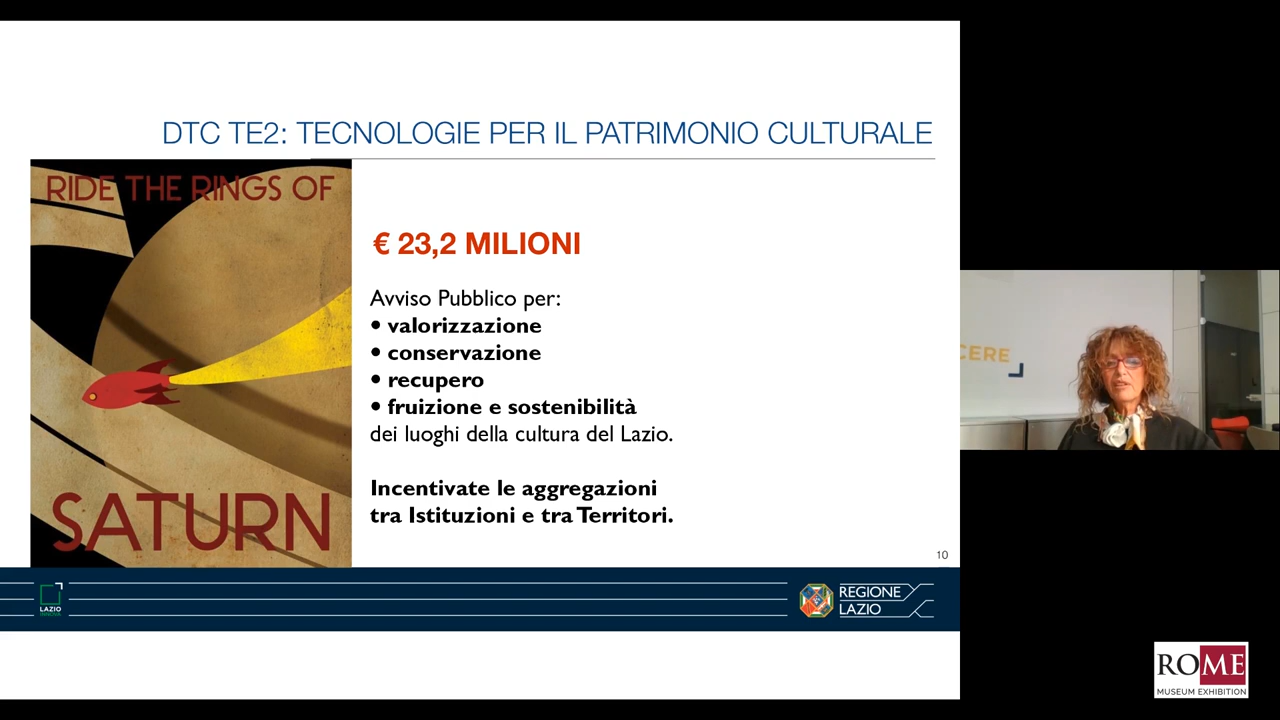 DTC TE2: TECNOLOGIE PER IL PATRIMONIO CULTURALE
RIDE THE RINGS OF
SATURN
€ 23,2 MILIONI
Avviso Pubblico per:
• valorizzazione
• conservazione
• recupero
• fruizione e sostenibilità
dei luoghi della cultura del Lazio.
Incentivate le aggregazioni
tra Istituzioni e tra Territori.
10
LAZIO
INNOVA
REGIONE
LAZIO
CERE
ROME
MUSEUM EXHIBITION